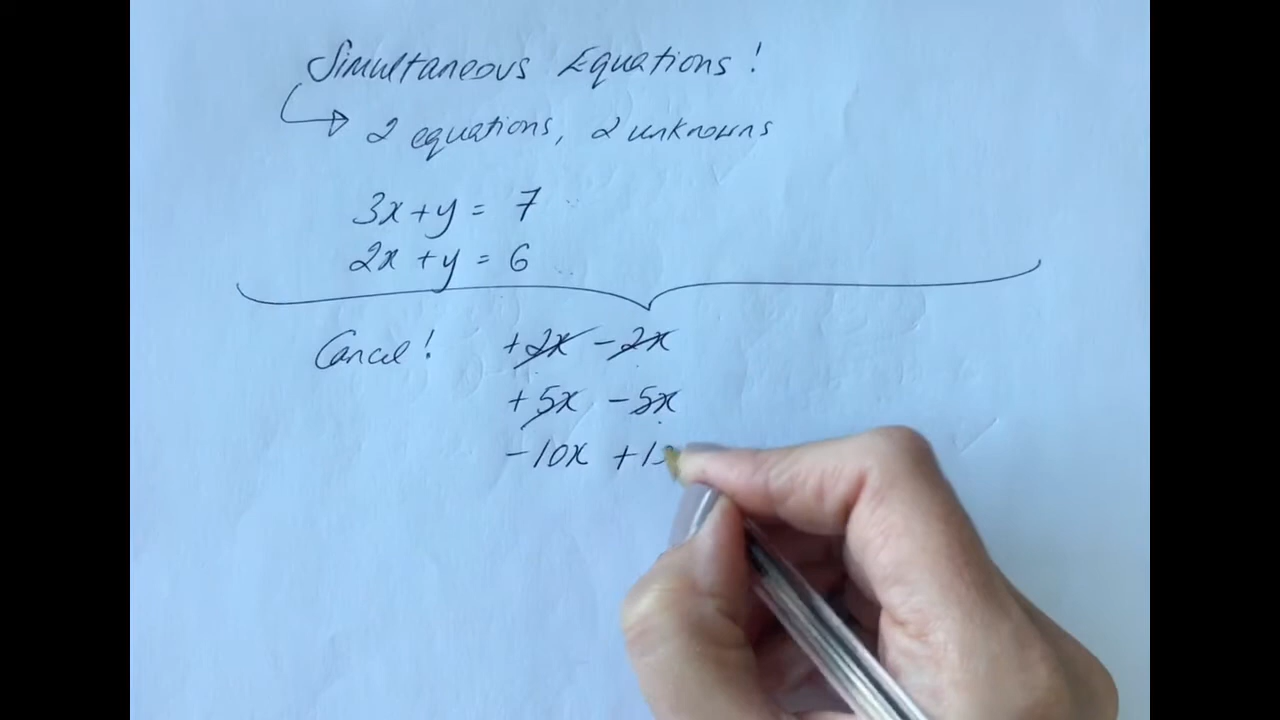 Simultaneous Equations!
2 equations, 2 unknowns
3x + y = 7
2x + y = 6
Cancel! +2x - 2x
+5x - 5x
-10x